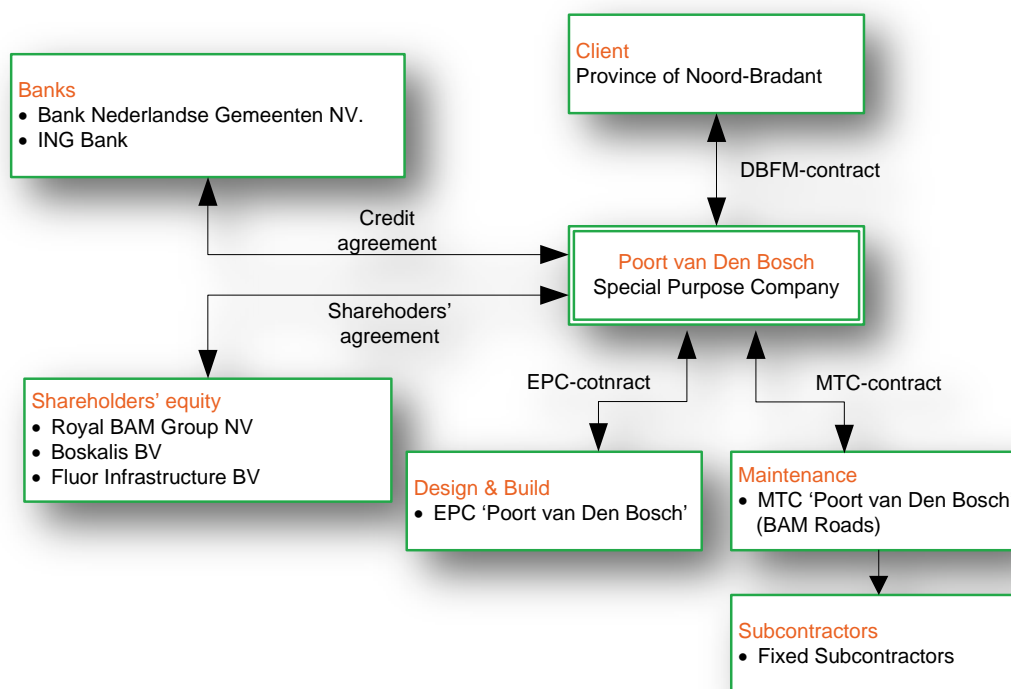 Client
Province of Noord-Bradant
Banks
• Bank Nederlandse Gemeenten NV.
• ING Bank
DBFM-contract
Credit
agreement
Poort van Den Bosch
Special Purpose Company
Sharehoders’
agreement
EPC-cotnract
MTC-contract
Shareholders’ equity
• Royal BAM Group NV
• Boskalis BV
• Fluor Infrastructure BV
Design & Build
• EPC ‘Poort van Den Bosch’
Maintenance
• MTC ‘Poort van Den Bosch
(BAM Roads)
Subcontractors
• Fixed Subcontractors